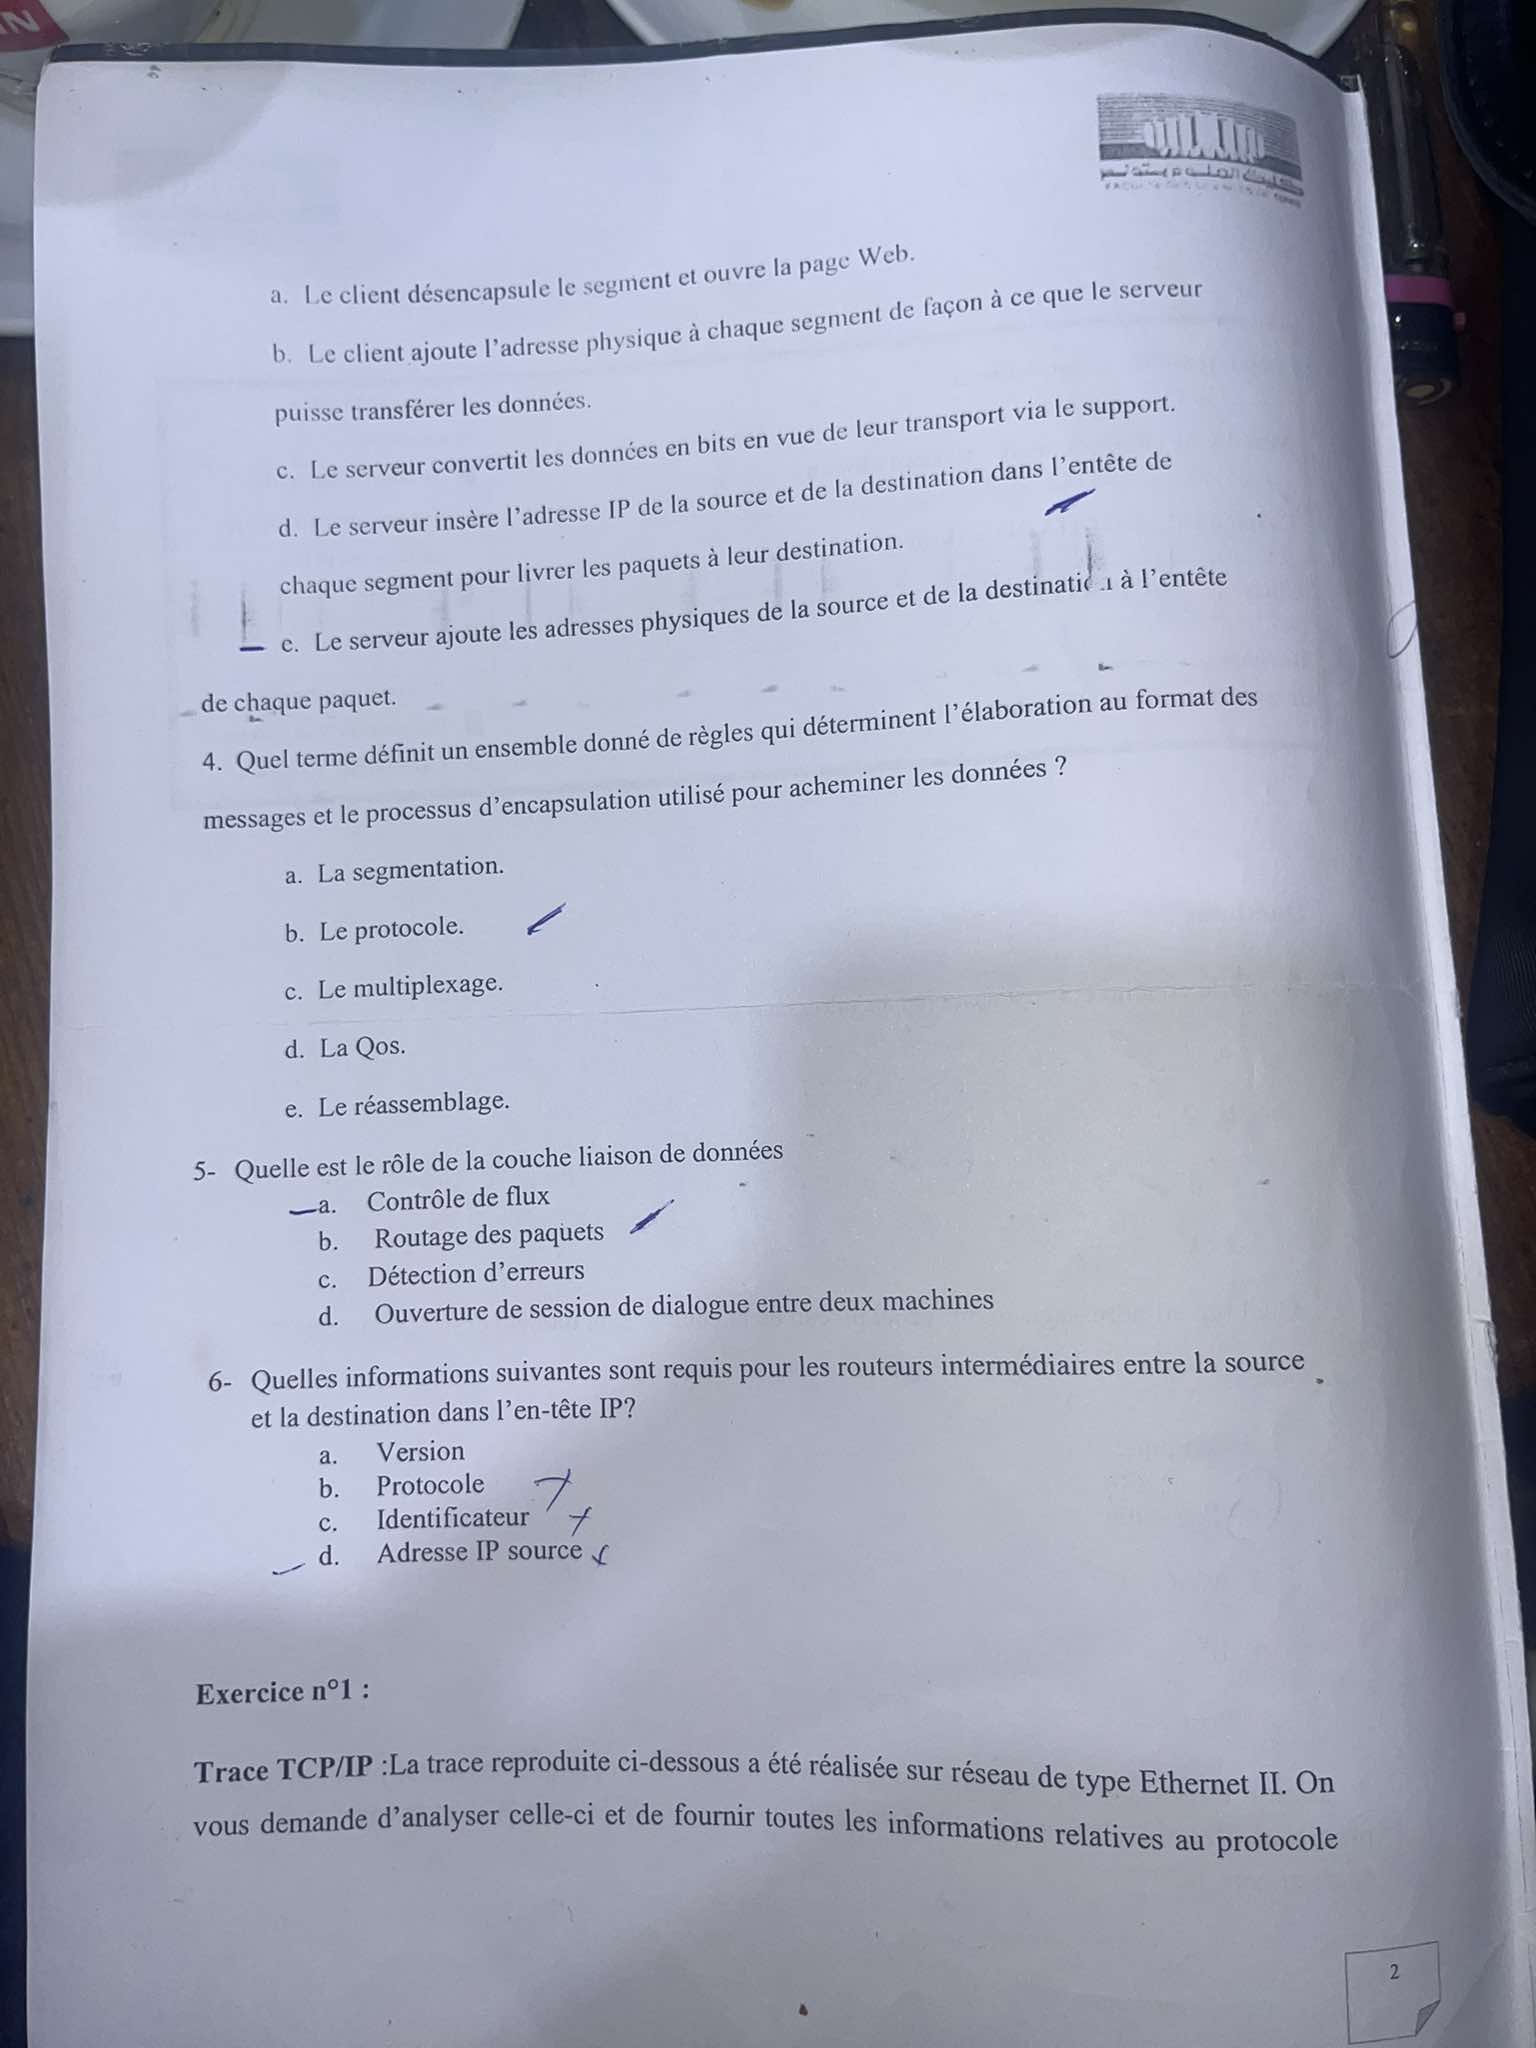 كلية العلوم بتونس
a. Le client désencapsule le segment et ouvre la page Web.
b. Le client ajoute l'adresse physique à chaque segment de façon à ce que le serveur
puisse transférer les données.
c. Le serveur convertit les données en bits en vue de leur transport via le support.
d. Le serveur insère l'adresse IP de la source et de la destination dans l'entête de
chaque segment pour livrer les paquets à leur destination.
e. Le serveur ajoute les adresses physiques de la source et de la destination à l'entête
de chaque paquet.
4. Quel terme définit un ensemble donné de règles qui déterminent l'élaboration au format des
messages et le processus d'encapsulation utilisé pour acheminer les données ?
a. La segmentation.
b. Le protocole.
c. Le multiplexage.
d. La Qos.
e. Le réassemblage.
5- Quelle est le rôle de la couche liaison de données
a. Contrôle de flux
b. Routage des paquets
c. Détection d'erreurs
d. Ouverture de session de dialogue entre deux machines
6- Quelles informations suivantes sont requis pour les routeurs intermédiaires entre la source
et la destination dans l'en-tête IP?
a. Version
b. Protocole
c. Identificateur
d. Adresse IP source
Exercice n°1 :
Trace TCP/IP :La trace reproduite ci-dessous a été réalisée sur réseau de type Ethernet II. On
vous demande d'analyser celle-ci et de fournir toutes les informations relatives au protocole
2